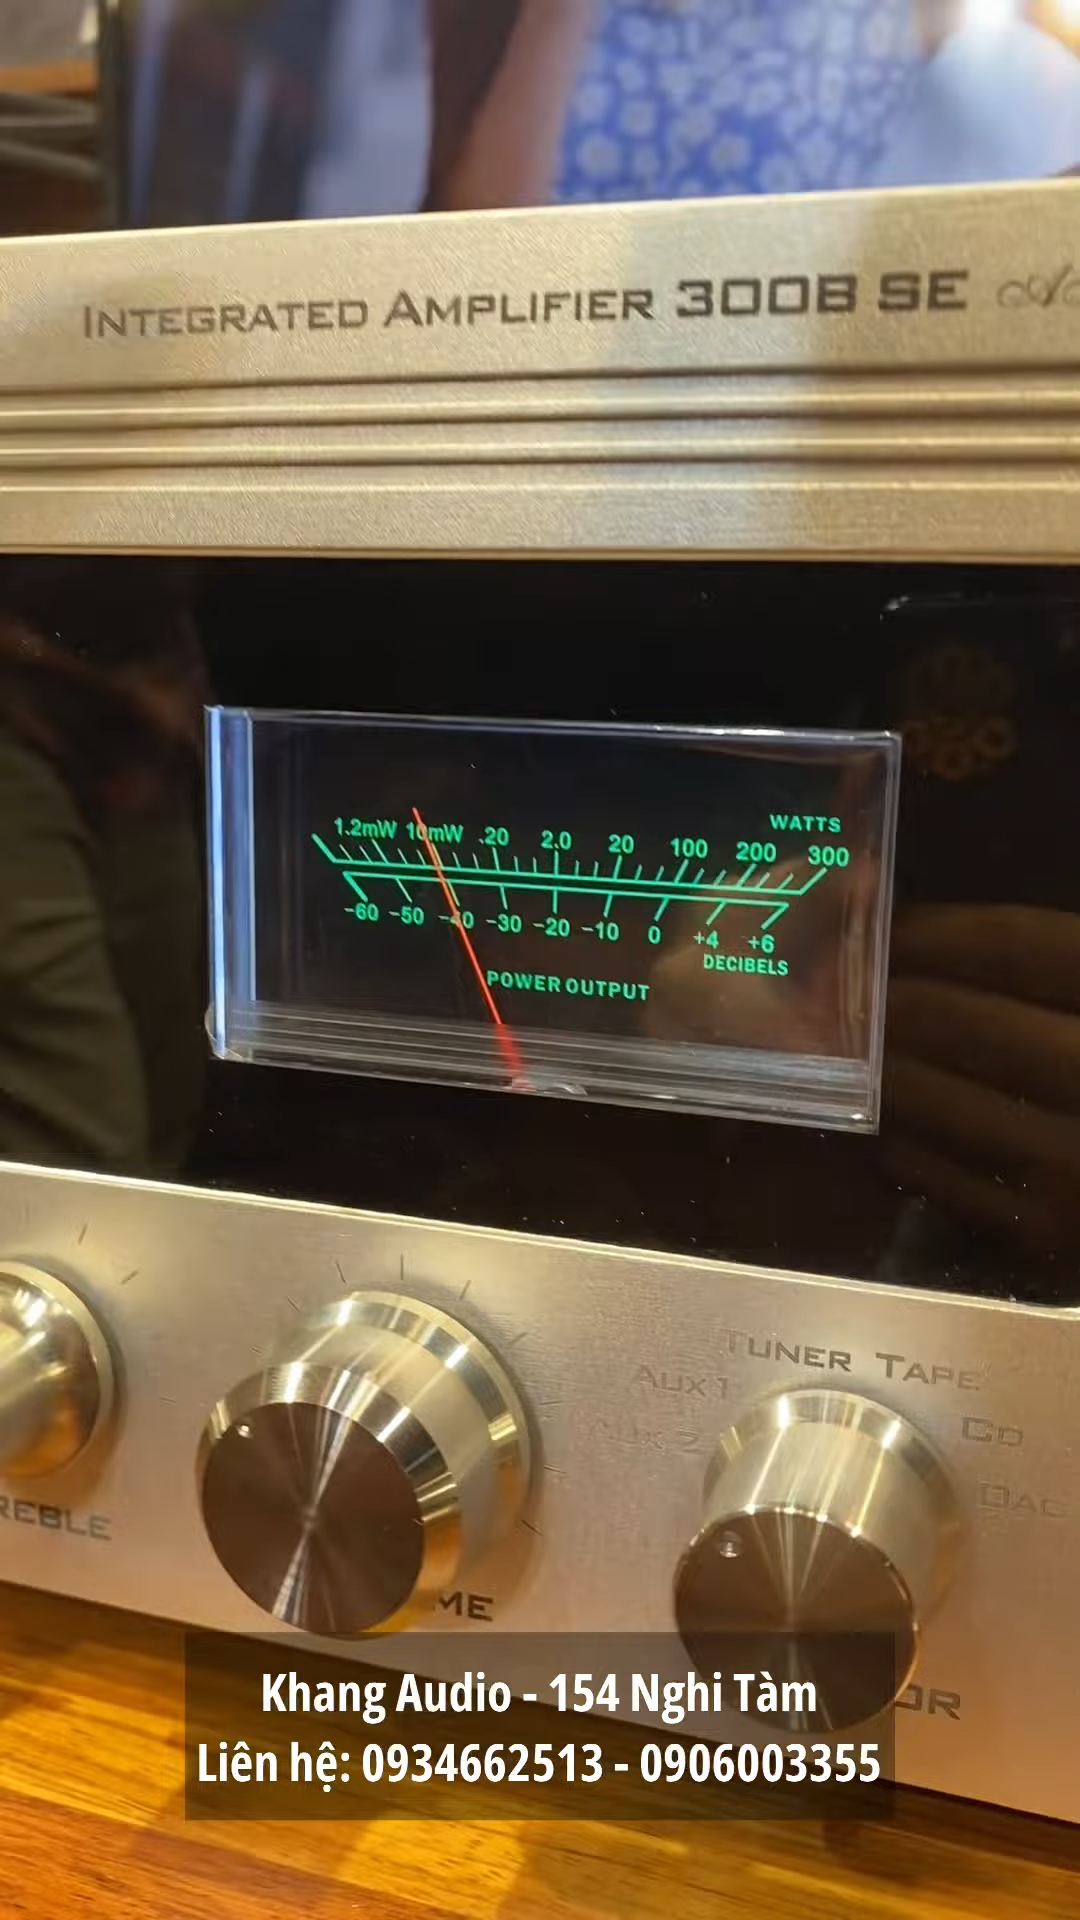 INTEGRATED AMPLIFIER 300B SE
WATTS
1.2mW 10mW .20 2.0 20 100 200 300
-60 -50 -40 -30 -20 -10 0 +4 +6
DECIBELS
POWER OUTPUT
TUNER TAPE
AUX 1
CD
AUX 2
DAC
REBLE
ME
OR
Khang Audio - 154 Nghi Tàm
Liên hệ: 0934662513 - 0906003355